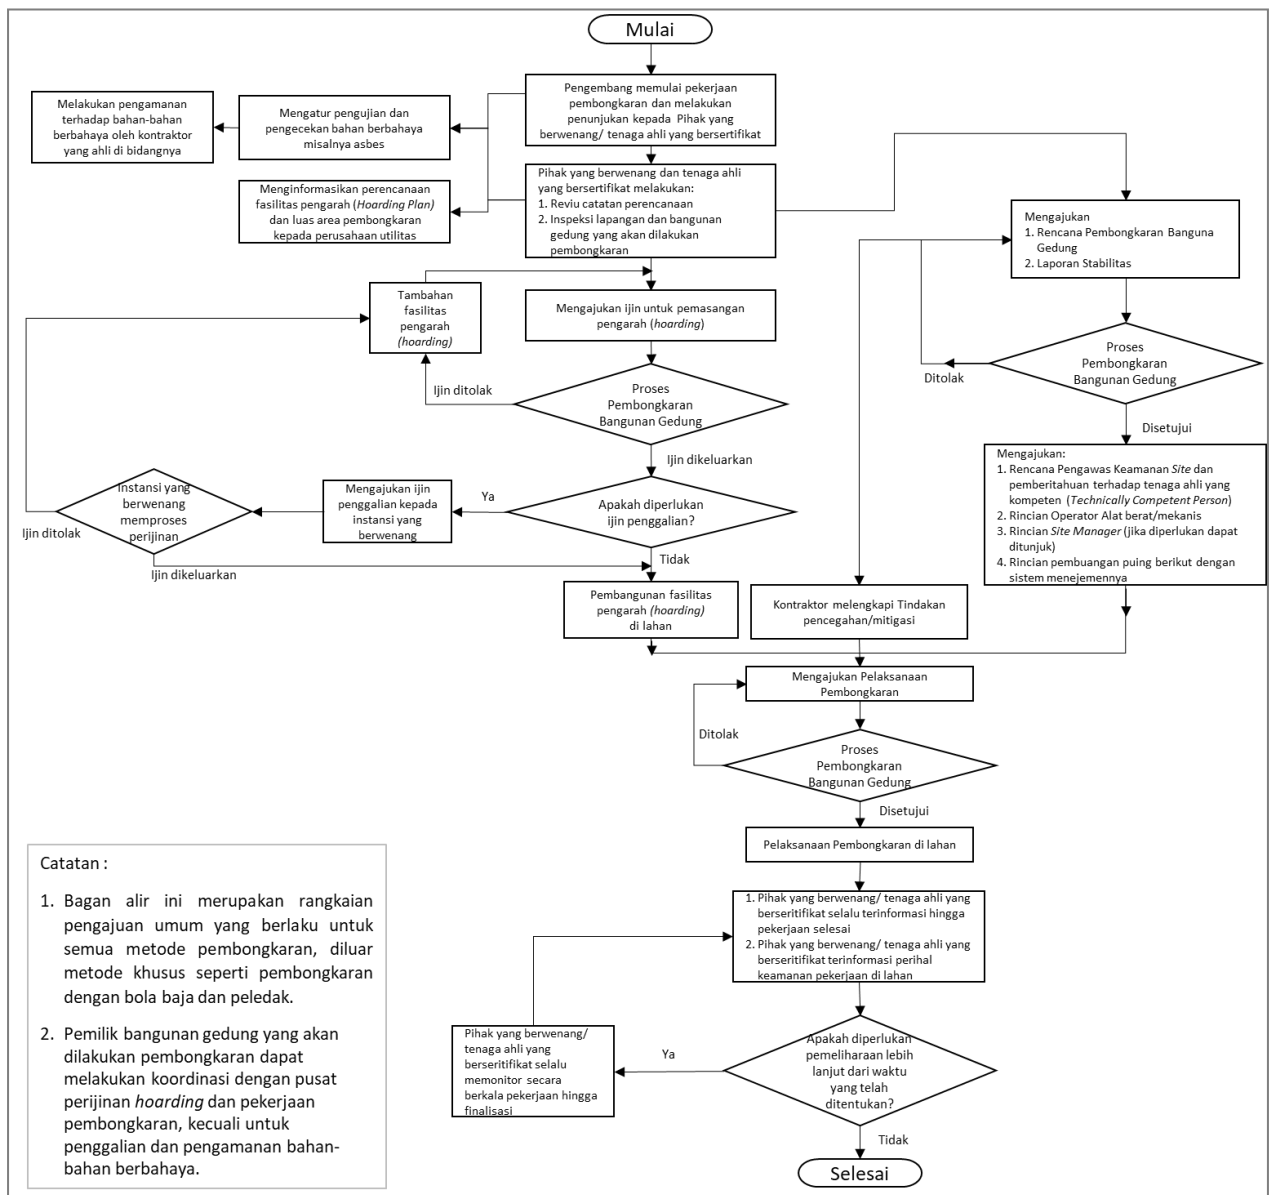 Mulai
Pengembang memulai pekerjaan
pembongkaran dan melakukan
penunjukan kepada Pihak yang
berwenang/ tenaga ahli yang bersertifikat
Melakukan pengamanan
terhadap bahan-bahan
berbahaya oleh kontraktor
yang ahli di bidangnya
Mengatur pengujian dan
pengecekan bahan berbahaya
misalnya asbes
Menginformasikan perencanaan
fasilitas pengarah (Hoarding Plan)
dan luas area pembongkaran
kepada perusahaan utilitas
Pihak yang berwenang dan tenaga ahli
yang bersertifikat melakukan:
1. Reviu catatan perencanaan
2. Inspeksi lapangan dan bangunan
gedung yang akan dilakukan
pembongkaran
Mengajukan
1. Rencana Pembongkaran Banguna
Gedung
2. Laporan Stabilitas
Tambahan
fasilitas
pengarah
(hoarding)
Mengajukan ijin untuk pemasangan
pengarah (hoarding)
Proses
Pembongkaran
Bangunan Gedung
Ditolak
Ijin ditolak
Proses
Pembongkaran
Bangunan Gedung
Disetujui
Ijin dikeluarkan
Mengajukan:
1. Rencana Pengawas Keamanan Site dan
pemberitahuan terhadap tenaga ahli yang
kompeten (Technically Competent Person)
2. Rincian Operator Alat berat/mekanis
3. Rincian Site Manager (jika diperlukan dapat
ditunjuk)
4. Rincian pembuangan puing berikut dengan
sistem menejemennya
Instansi yang
berwenang
memproses
perijinan
Mengajukan ijin
penggalian kepada
instansi yang
berwenang
Ya
Apakah diperlukan
ijin penggalian?
Ijin ditolak
Ijin dikeluarkan
Tidak
Pembangunan fasilitas
pengarah (hoarding)
di lahan
Kontraktor melengkapi Tindakan
pencegahan/mitigasi
Mengajukan Pelaksanaan
Pembongkaran
Ditolak
Proses
Pembongkaran
Bangunan Gedung
Disetujui
Pelaksanaan Pembongkaran di lahan
1. Pihak yang berwenang/ tenaga ahli yang
berseritifikat selalu terinformasi hingga
pekerjaan selesai
2. Pihak yang berwenang/ tenaga ahli yang
berseritifikat terinformasi perihal
keamanan pekerjaan di lahan
Pihak yang berwenang/
tenaga ahli yang
berseritifikat selalu
memonitor secara
berkala pekerjaan hingga
finalisasi
Ya
Apakah diperlukan
pemeliharaan lebih
lanjut dari waktu
yang telah
ditentukan?
Tidak
Selesai
Catatan :
1. Bagan alir ini merupakan rangkaian
pengajuan umum yang berlaku untuk
semua metode pembongkaran, diluar
metode khusus seperti pembongkaran
dengan bola baja dan peledak.
2. Pemilik bangunan gedung yang akan
dilakukan pembongkaran dapat
melakukan koordinasi dengan pusat
perijinan hoarding dan pekerjaan
pembongkaran, kecuali untuk
penggalian dan pengamanan bahan-
bahan berbahaya.